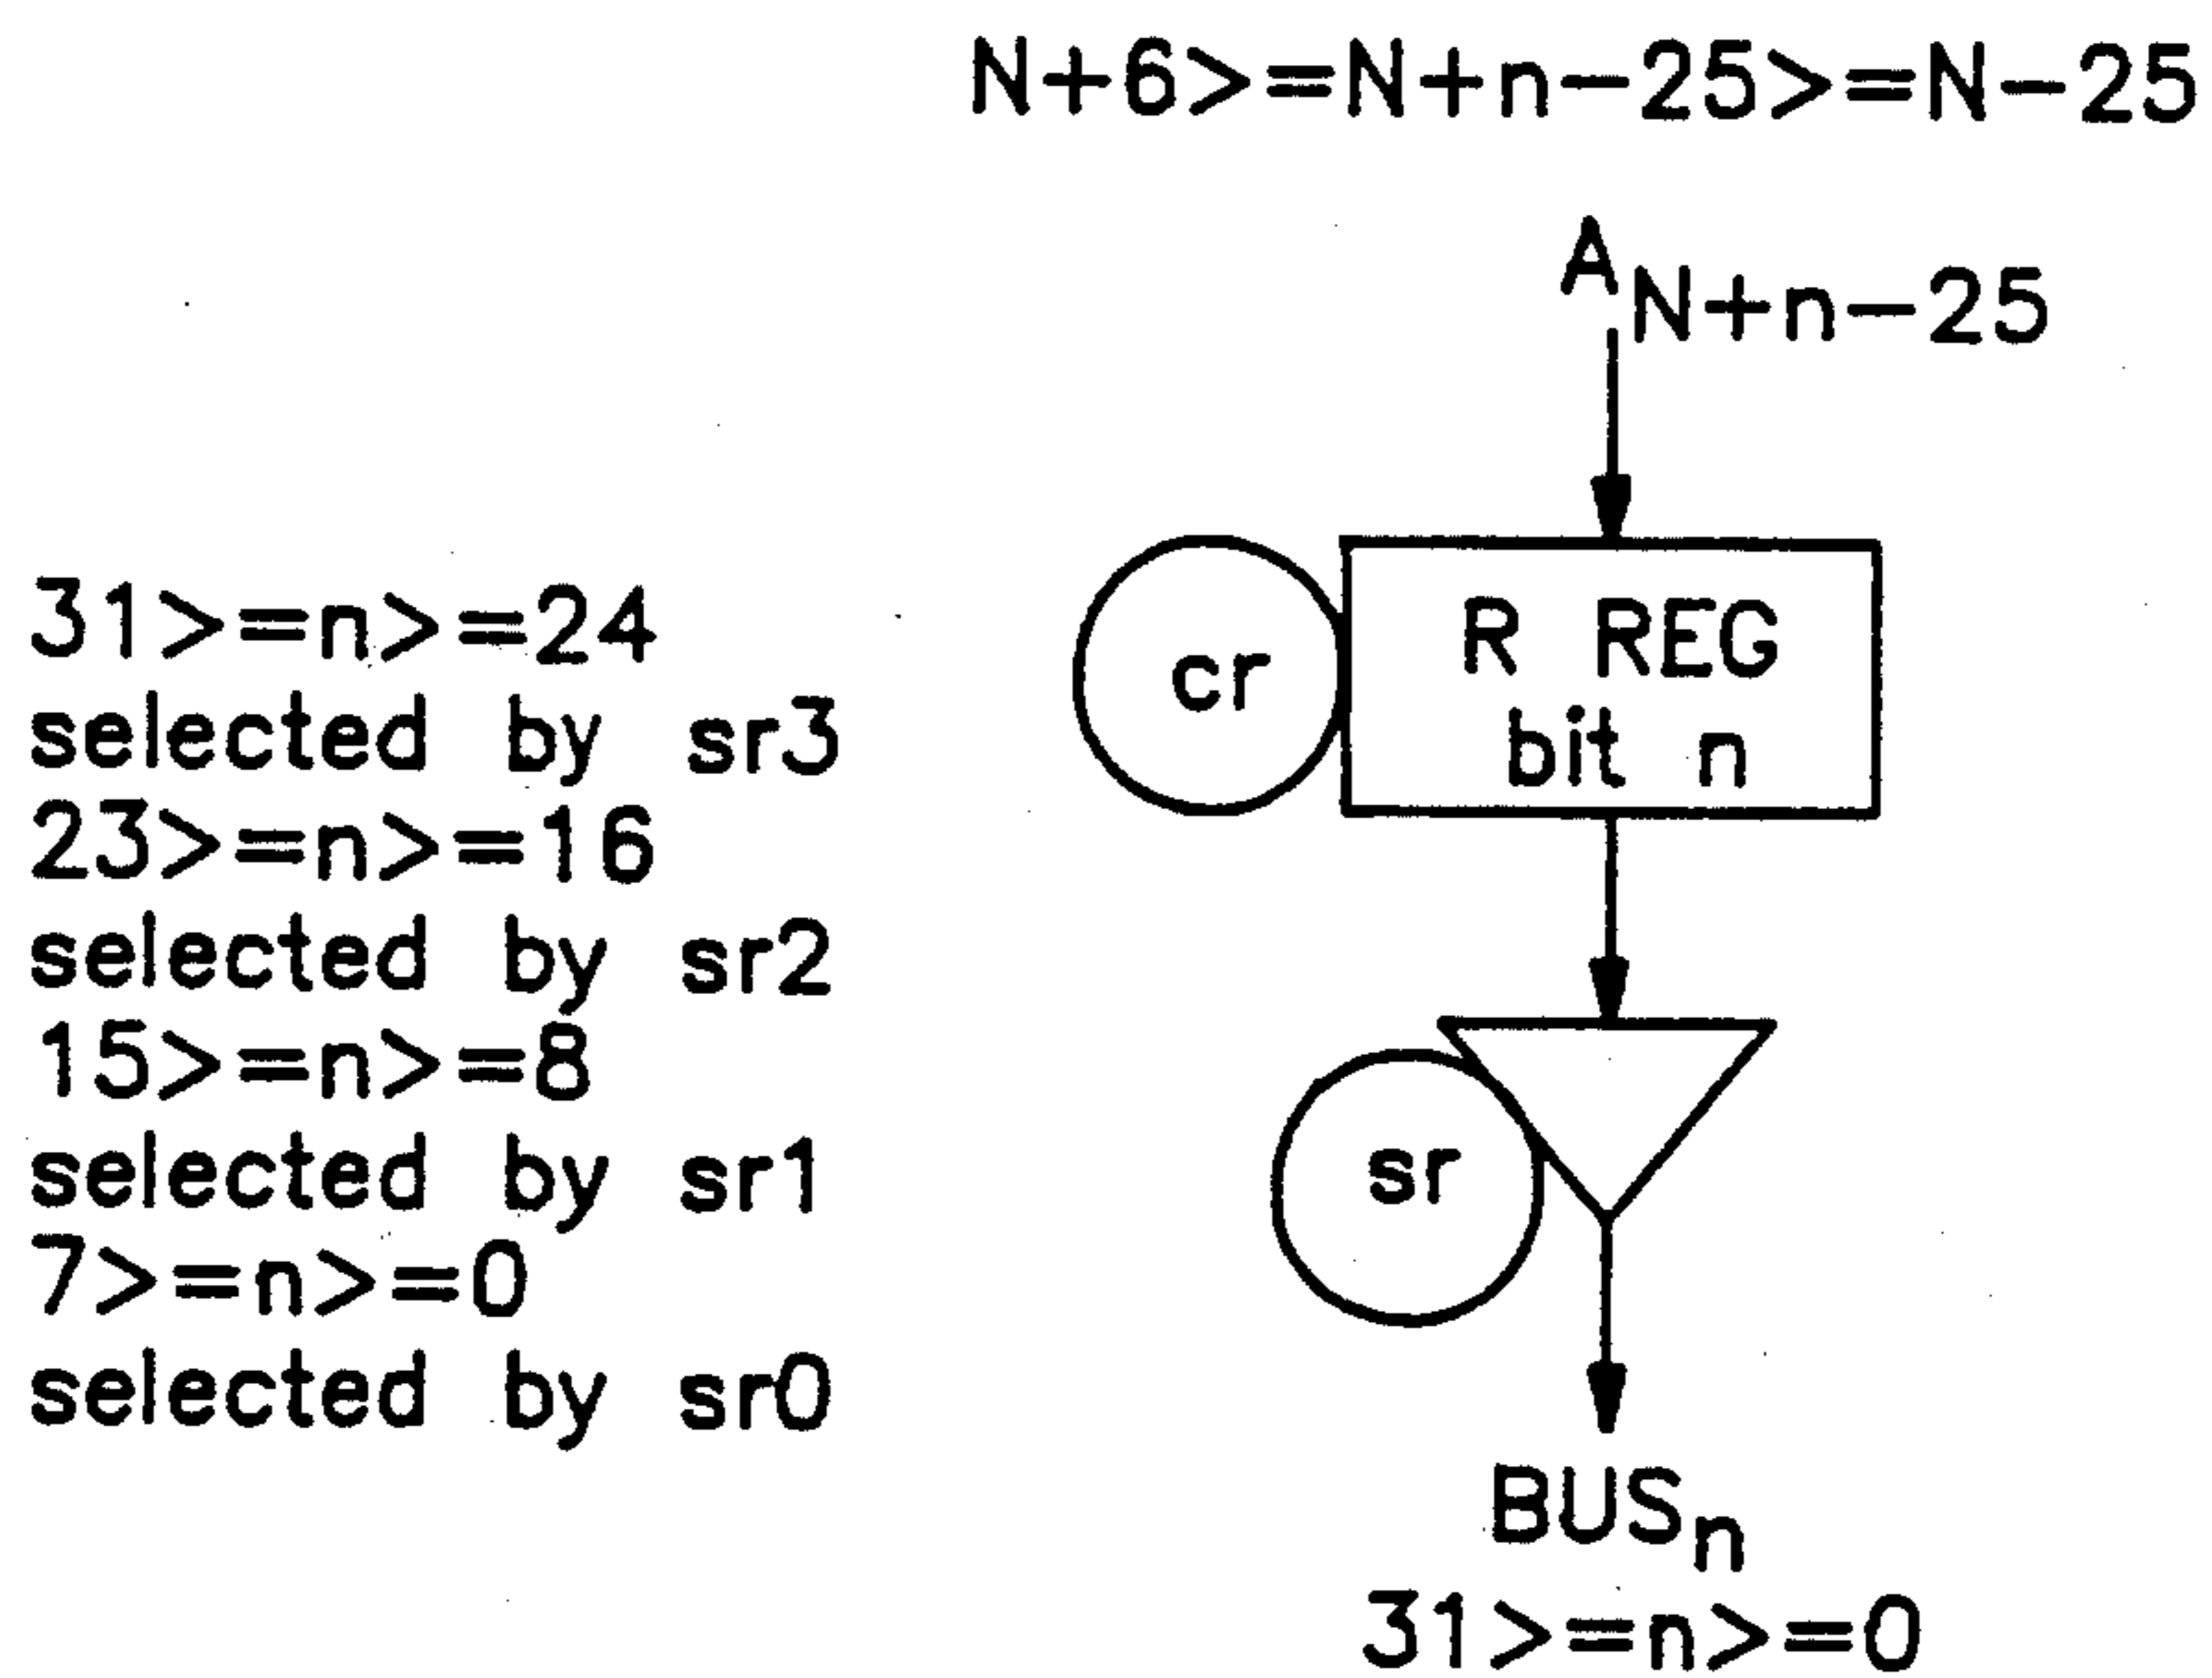 N+6>=N+n-25>=N-25
A N+n-25
31>=n>=24
selected by sr3
23>=n>=16
selected by sr2
15>=n>=8
selected by sr1
7>=n>=0
selected by sr0
cr
R REG
bit n
sr
BUSn
31>=n>=0